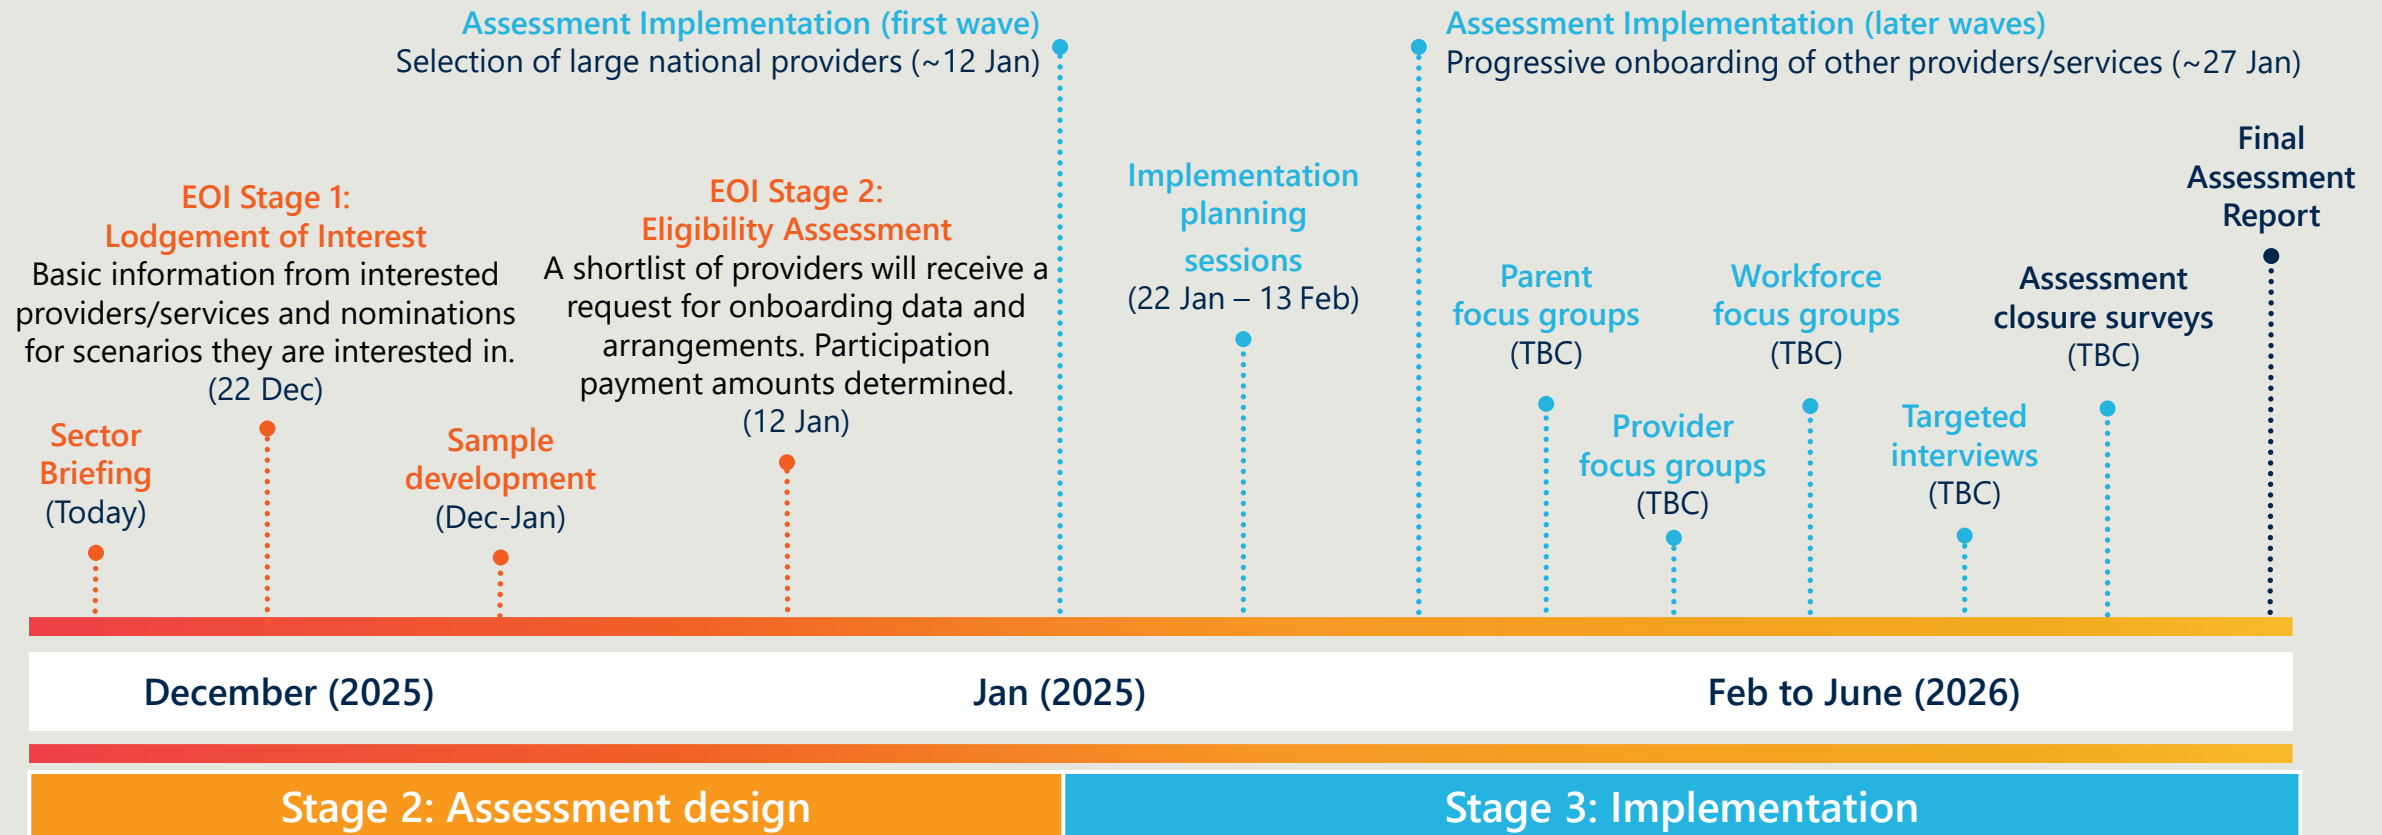 Assessment Implementation (first wave)
Selection of large national providers (~12 Jan)
Assessment Implementation (later waves)
Progressive onboarding of other providers/services (~27 Jan)
Sector
Briefing
(Today)
EOI Stage 1:
Lodgement of Interest
Basic information from interested
providers/services and nominations
for scenarios they are interested in.
(22 Dec)
Sample
development
(Dec-Jan)
EOI Stage 2:
Eligibility Assessment
A shortlist of providers will receive a
request for onboarding data and
arrangements. Participation
payment amounts determined.
(12 Jan)
Implementation
planning
sessions
(22 Jan – 13 Feb)
Parent
focus groups
(TBC)
Provider
focus groups
(TBC)
Workforce
focus groups
(TBC)
Targeted
interviews
(TBC)
Assessment
closure surveys
(TBC)
Final
Assessment
Report
December (2025)
Jan (2025)
Feb to June (2026)
Stage 2: Assessment design
Stage 3: Implementation